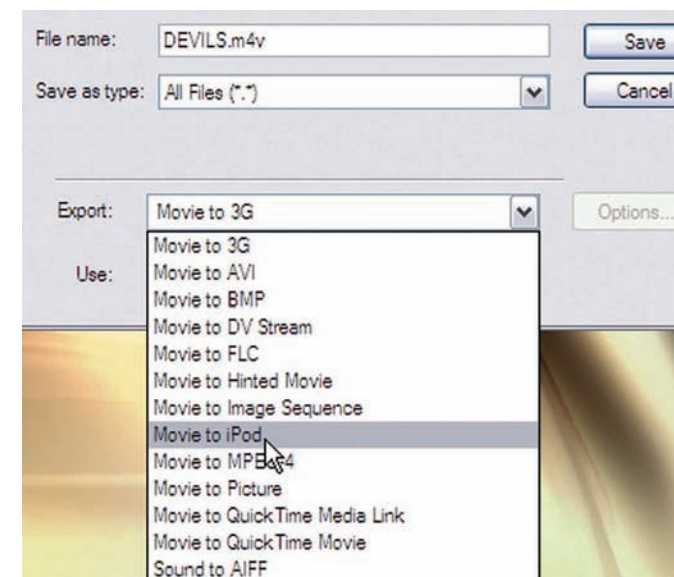 File name: DEVILS.m4v Save
Save as type: All Files (*.*) Cancel
Export: Movie to 3G Options...
Use:
Movie to 3G
Movie to AVI
Movie to BMP
Movie to DV Stream
Movie to FLC
Movie to Hinted Movie
Movie to Image Sequence
Movie to iPod
Movie to MPEG-4
Movie to Picture
Movie to QuickTime Media Link
Movie to QuickTime Movie
Sound to AIFF